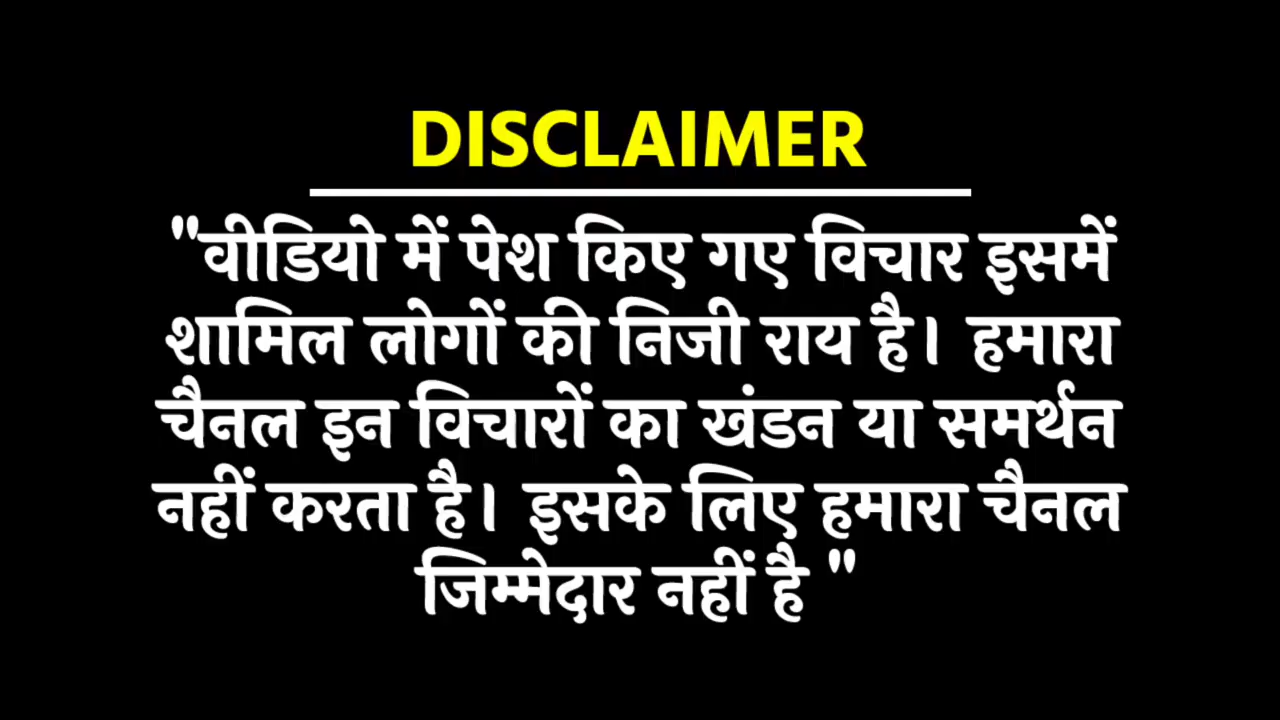 DISCLAIMER
"वीडियो में पेश किए गए विचार इसमें
शामिल लोगों की निजी राय है। हमारा
चैनल इन विचारों का खंडन या समर्थन
नहीं करता है। इसके लिए हमारा चैनल
जिम्मेदार नहीं है "